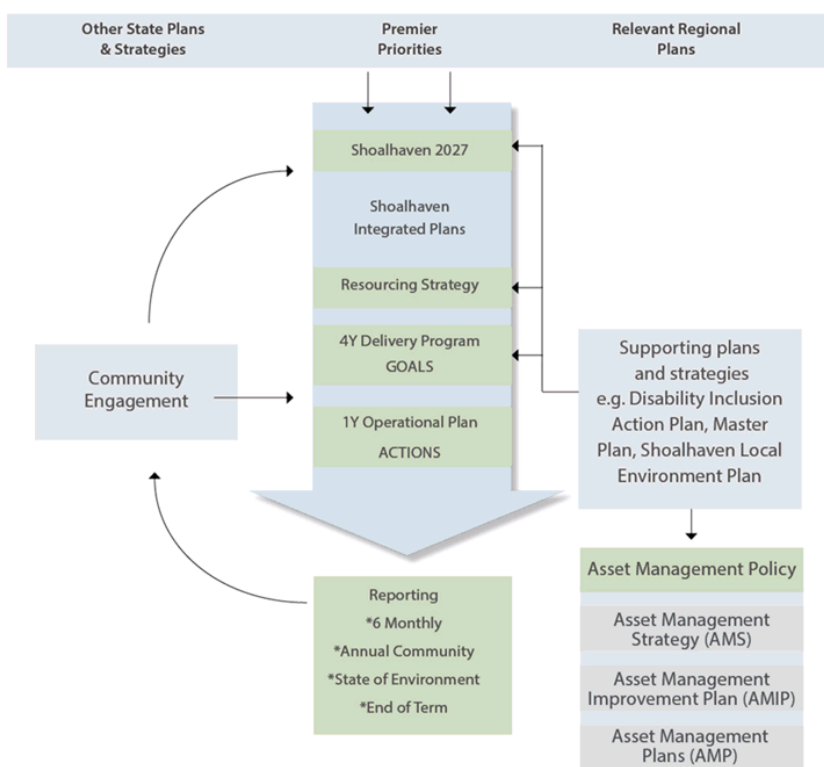 Other State Plans
& Strategies
Premier
Priorities
Relevant Regional
Plans
Shoalhaven 2027
Shoalhaven
Integrated Plans
Resourcing Strategy
4Y Delivery Program
GOALS
1Y Operational Plan
ACTIONS
Community
Engagement
Supporting plans
and strategies
e.g. Disability Inclusion
Action Plan, Master
Plan, Shoalhaven Local
Environment Plan
Reporting
*6 Monthly
*Annual Community
*State of Environment
*End of Term
Asset Management Policy
Asset Management
Strategy (AMS)
Asset Management
Improvement Plan (AMIP)
Asset Management
Plans (AMP)